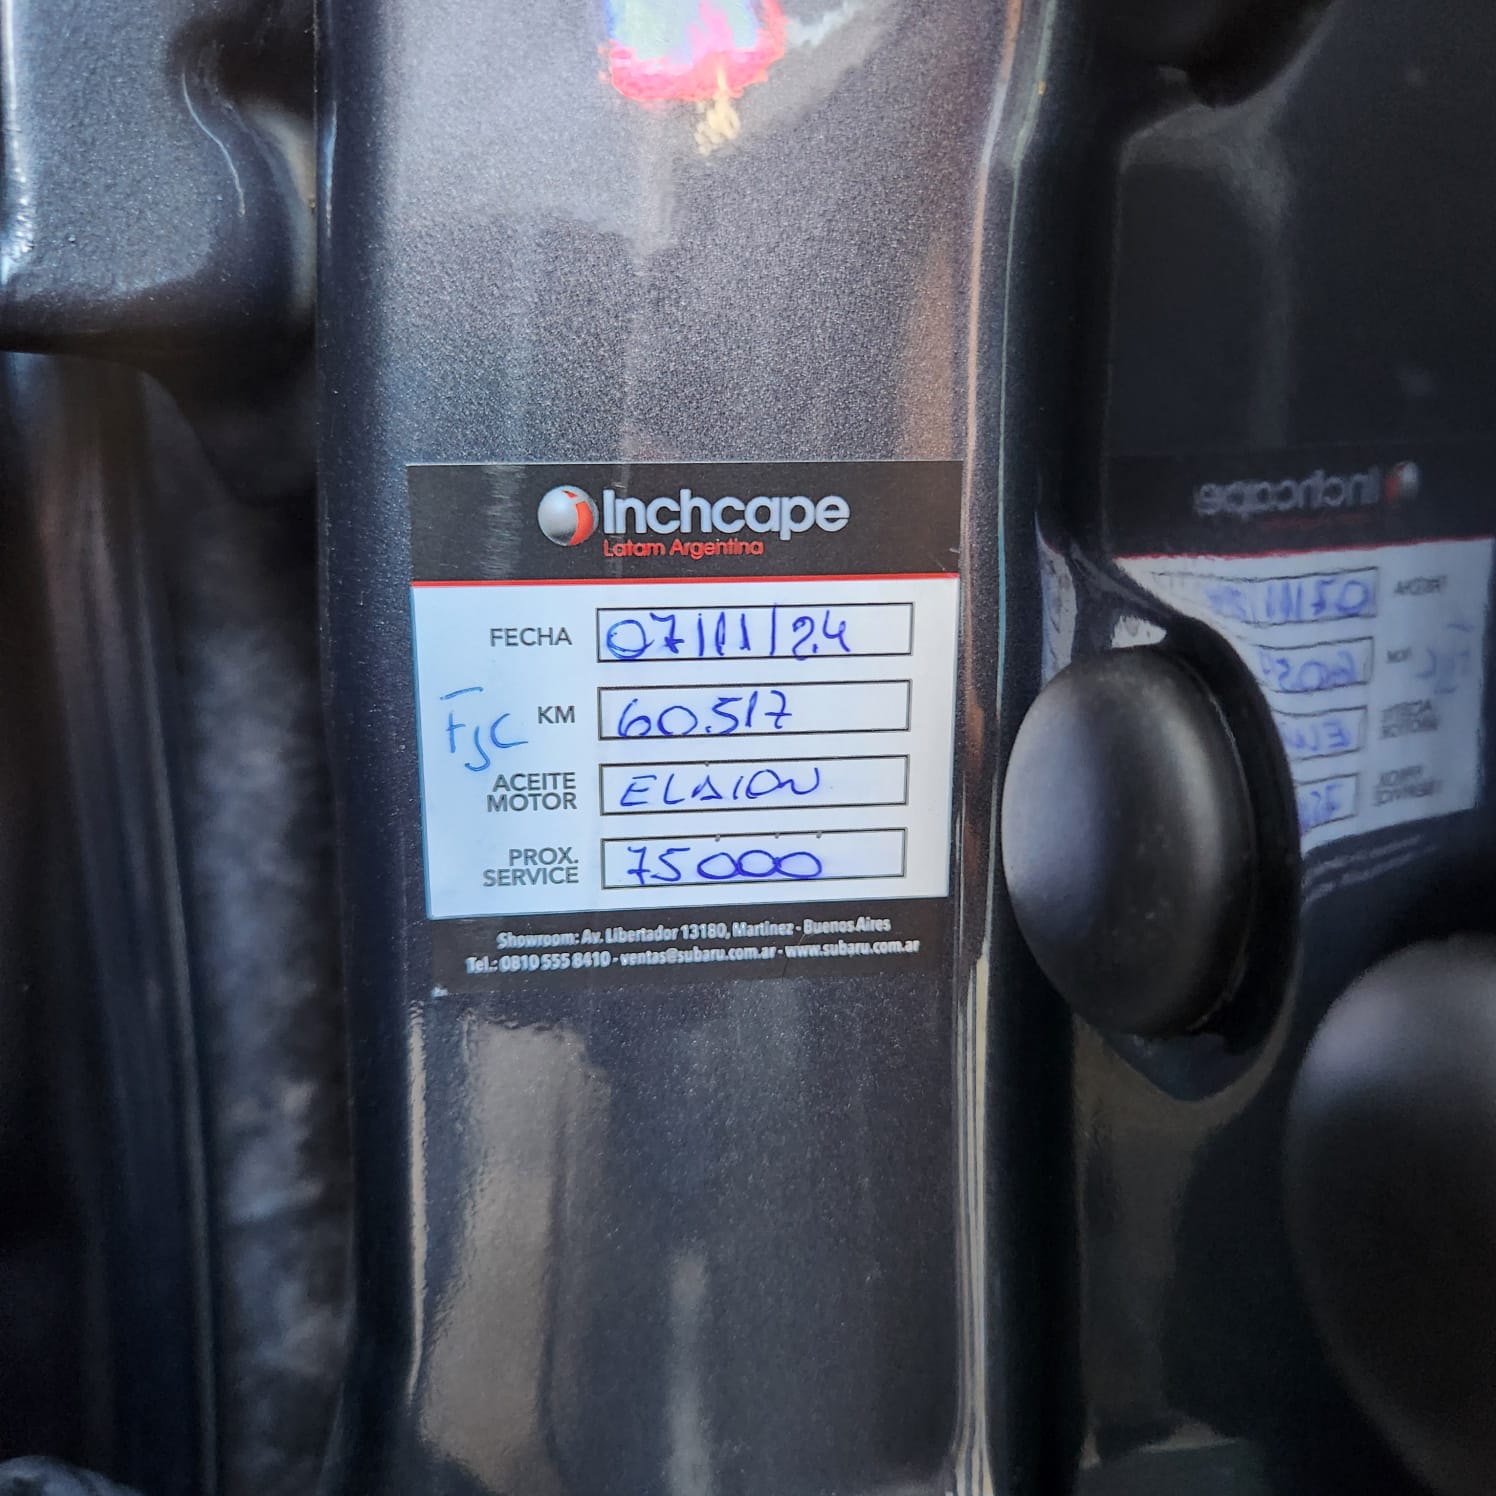 Inchcape
Latam Argentina
FECHA 07/11/24
KM 60.517
ACEITE MOTOR ELAION
PROX. SERVICE 75000
Showroom: Av. Libertador 13180, Martinez - Buenos Aires
Tel.: 0810 555 8410 - ventas@subaru.com.ar - www.subaru.com.ar